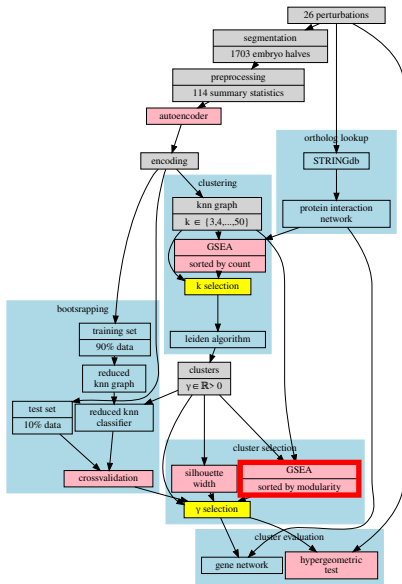 26 perturbations
segmentation
1703 embryo halves
preprocessing
114 summary statistics
autoencoder
ortholog lookup
encoding
STRINGdb
clustering
knn graph
k ∈ {3,4,...,50}
protein interaction
network
GSEA
sorted by count
k selection
bootsrapping
training set
90% data
leiden algorithm
reduced
knn graph
clusters
γ ∈ ℝ> 0
test set
10% data
reduced knn
classifier
cluster selection
crossvalidation
silhouette
width
GSEA
sorted by modularity
γ selection
cluster evaluation
gene network
hypergeometric
test